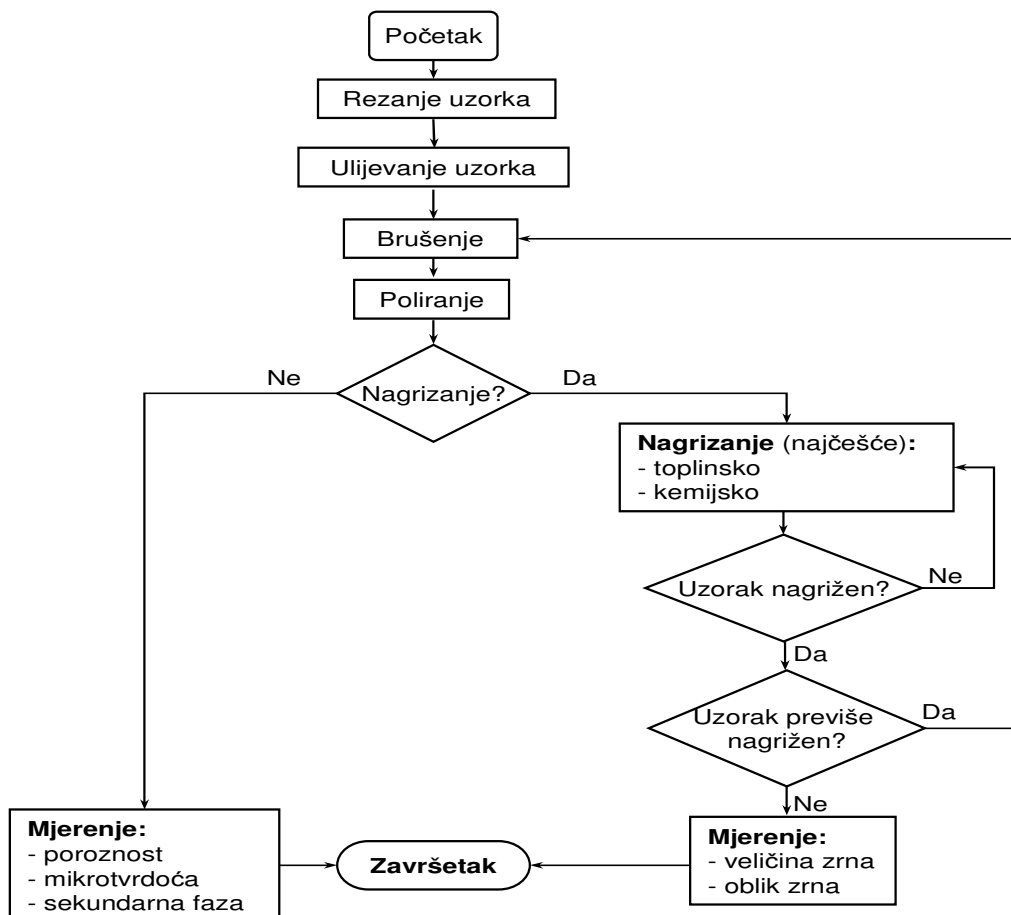 Početak
Rezanje uzorka
Ulijevanje uzorka
Brušenje
Poliranje
Ne
Da
Nagrizanje?
Nagrizanje (najčešće):
- toplinsko
- kemijsko
Uzorak nagrižen?
Ne
Da
Uzorak previše
nagrižen?
Da
Ne
Mjerenje:
- poroznost
- mikrotvrdoća
- sekundarna faza
Završetak
Mjerenje:
- veličina zrna
- oblik zrna